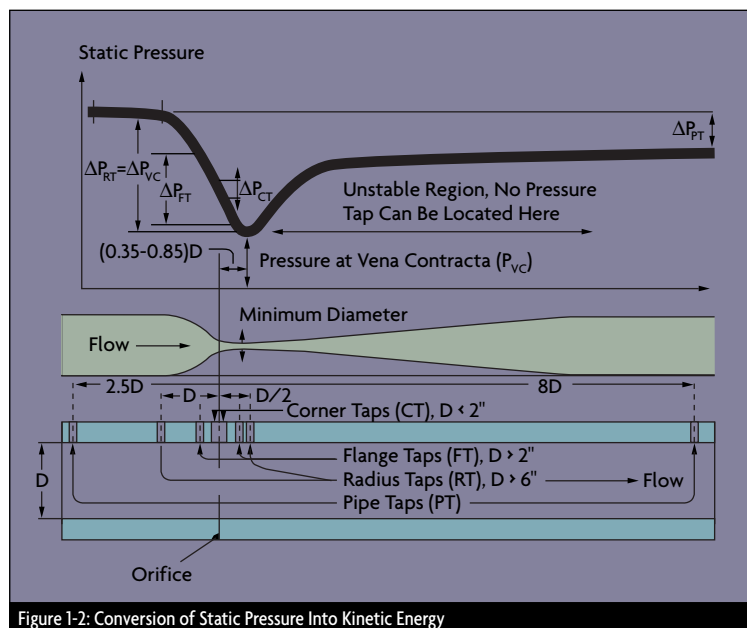 Static Pressure
ΔP_PT
ΔP_RT=ΔP_VC
ΔP_FT
ΔP_CT
Unstable Region, No Pressure
Tap Can Be Located Here
(0.35-0.85)D
Pressure at Vena Contracta (P_VC)
Minimum Diameter
Flow
2.5D
D
D/2
8D
Corner Taps (CT), D < 2"
Flange Taps (FT), D > 2"
D
Radius Taps (RT), D > 6"
Flow
Pipe Taps (PT)
Orifice
Figure 1-2: Conversion of Static Pressure Into Kinetic Energy